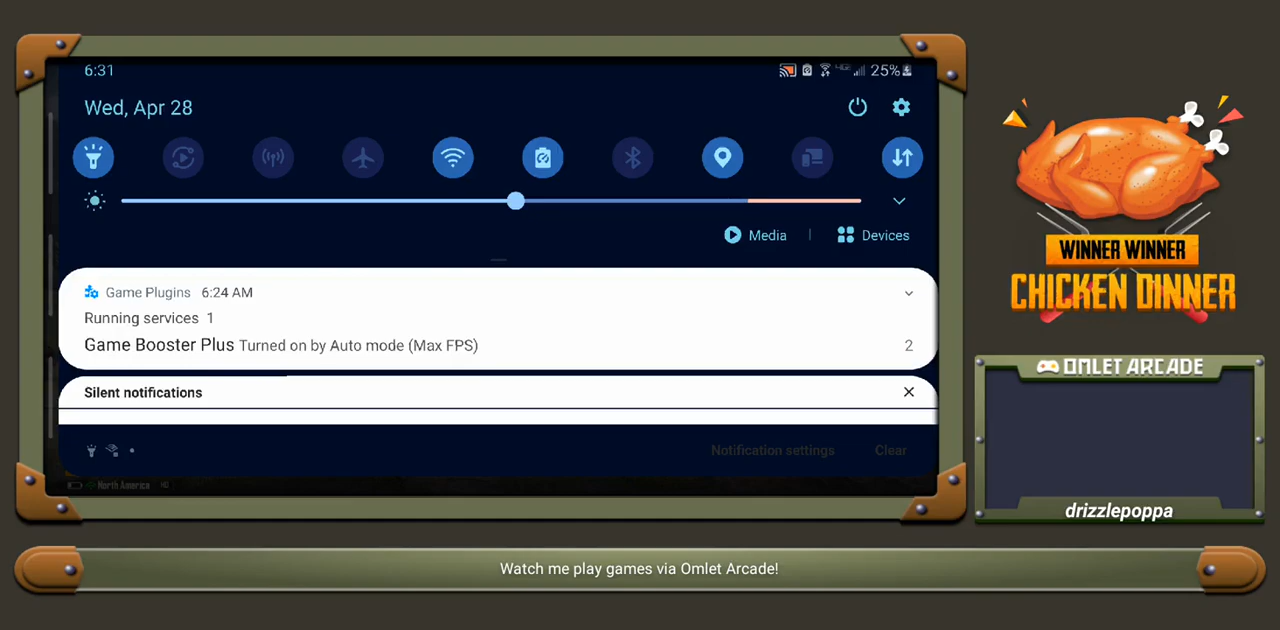 6:31
25%
Wed, Apr 28
Media | Devices
Game Plugins 6:24 AM
Running services 1
Game Booster Plus Turned on by Auto mode (Max FPS) 2
Silent notifications
Notification settings Clear
North America
WINNER WINNER
CHICKEN DINNER
OMLET ARCADE
drizzlepoppa
Watch me play games via Omlet Arcade!